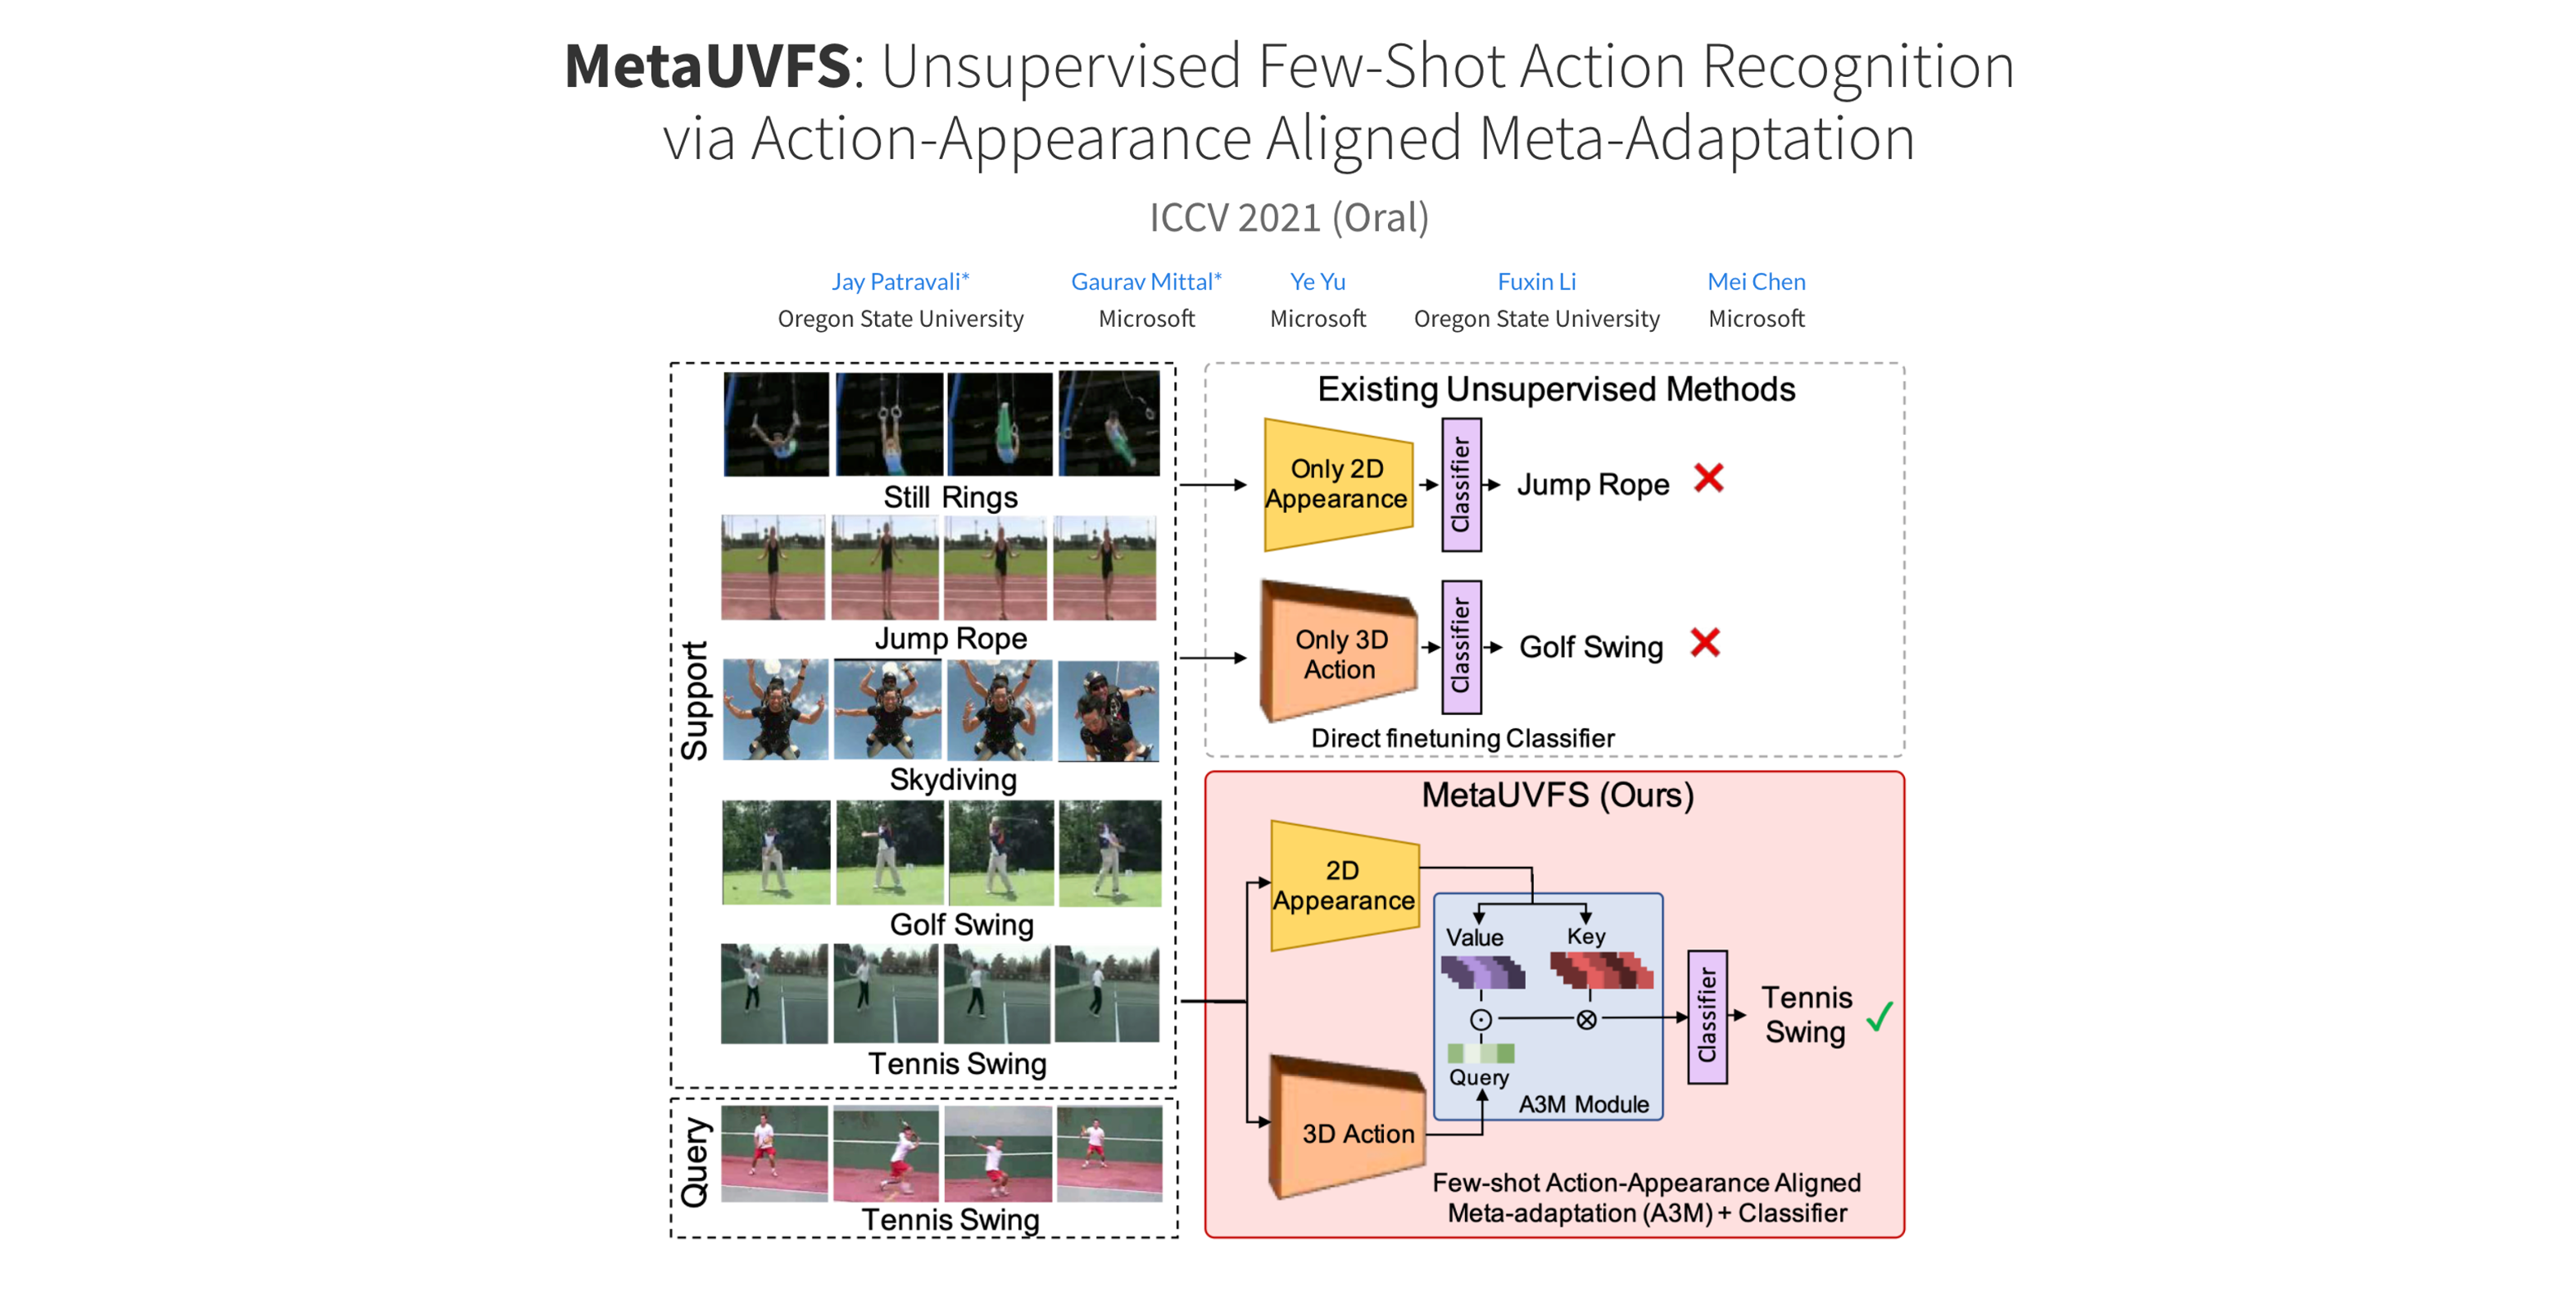 MetaUVFS: Unsupervised Few-Shot Action Recognition
via Action-Appearance Aligned Meta-Adaptation
ICCV 2021 (Oral)
Jay Patravali*
Oregon State University
Gaurav Mittal*
Microsoft
Ye Yu
Microsoft
Fuxin Li
Oregon State University
Mei Chen
Microsoft
Support
Still Rings
Jump Rope
Skydiving
Golf Swing
Tennis Swing
Query
Tennis Swing
Existing Unsupervised Methods
Only 2D
Appearance
Classifier
Jump Rope
Only 3D
Action
Classifier
Golf Swing
Direct finetuning Classifier
MetaUVFS (Ours)
2D
Appearance
Value
Key
Query
A3M Module
3D Action
Classifier
Tennis
Swing
Few-shot Action-Appearance Aligned
Meta-adaptation (A3M) + Classifier